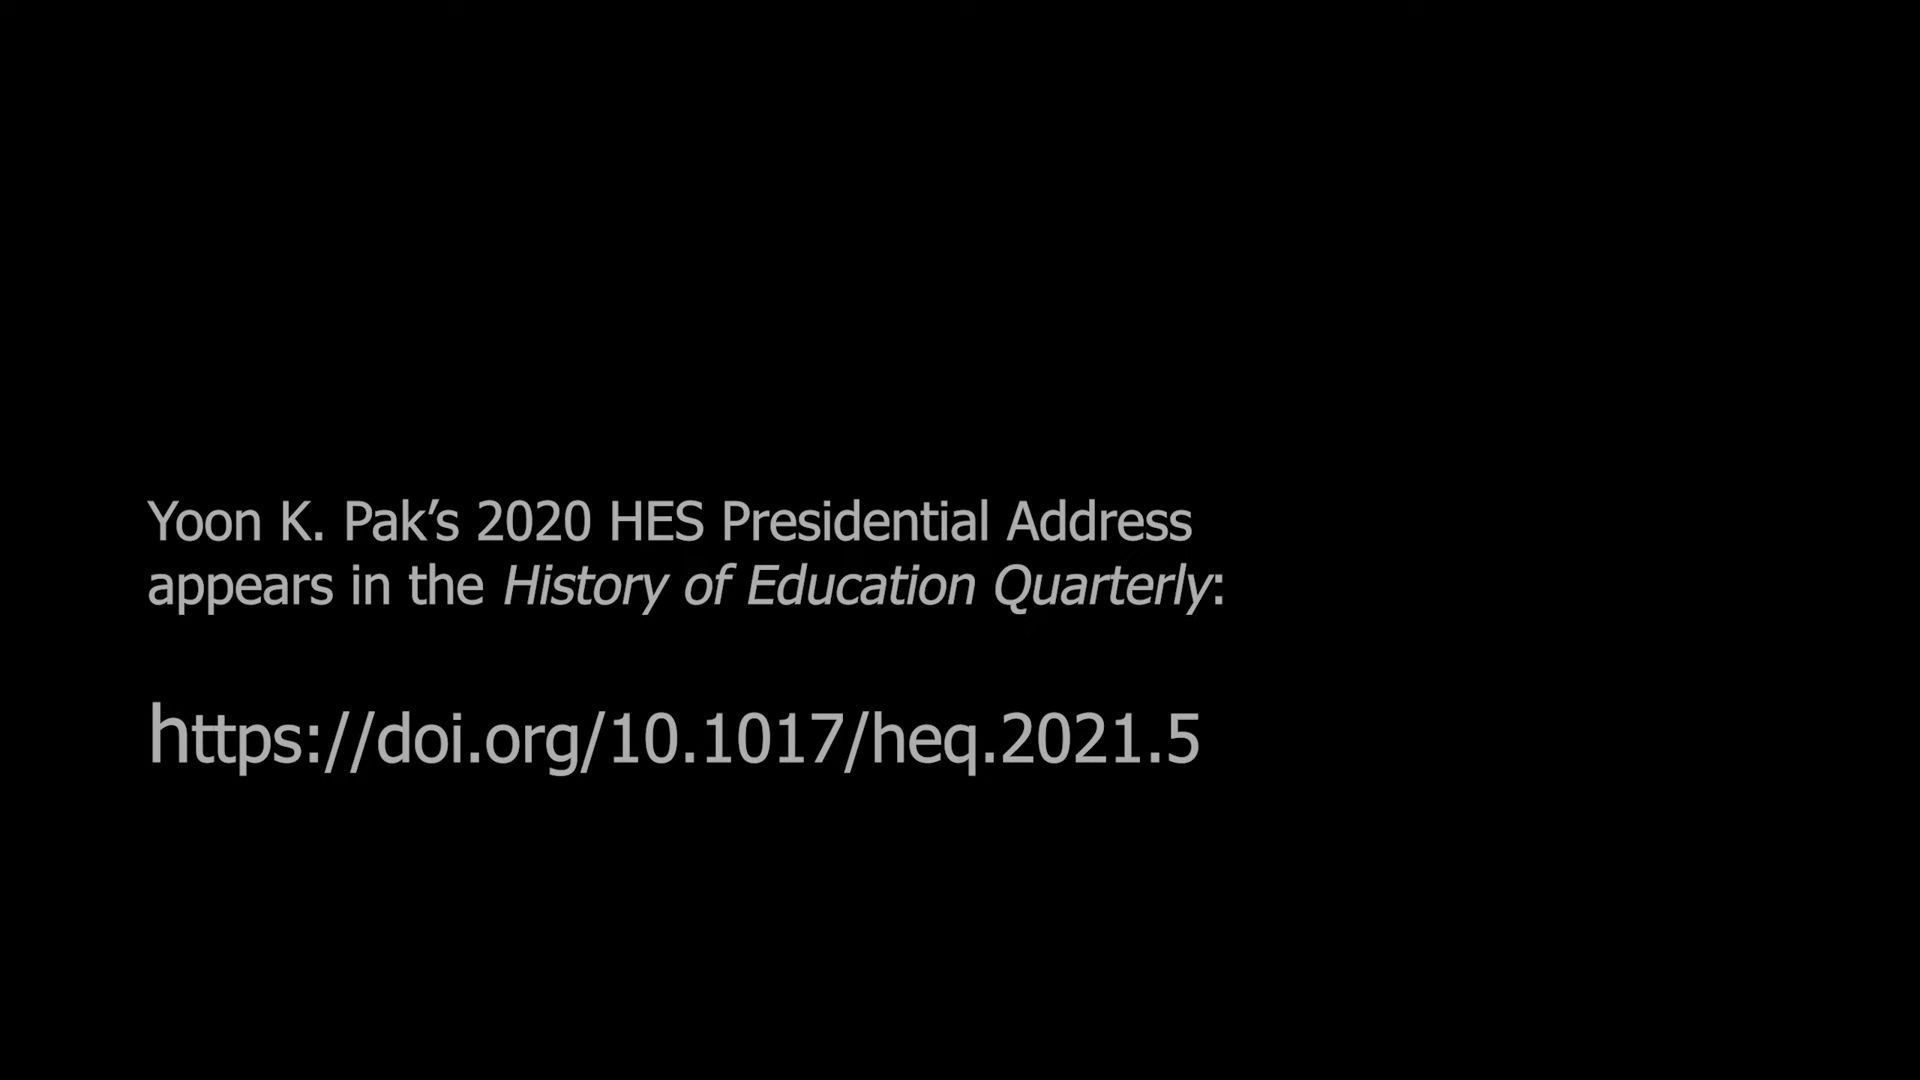 Yoon K. Pak’s 2020 HES Presidential Address
appears in the History of Education Quarterly:
https://doi.org/10.1017/heq.2021.5